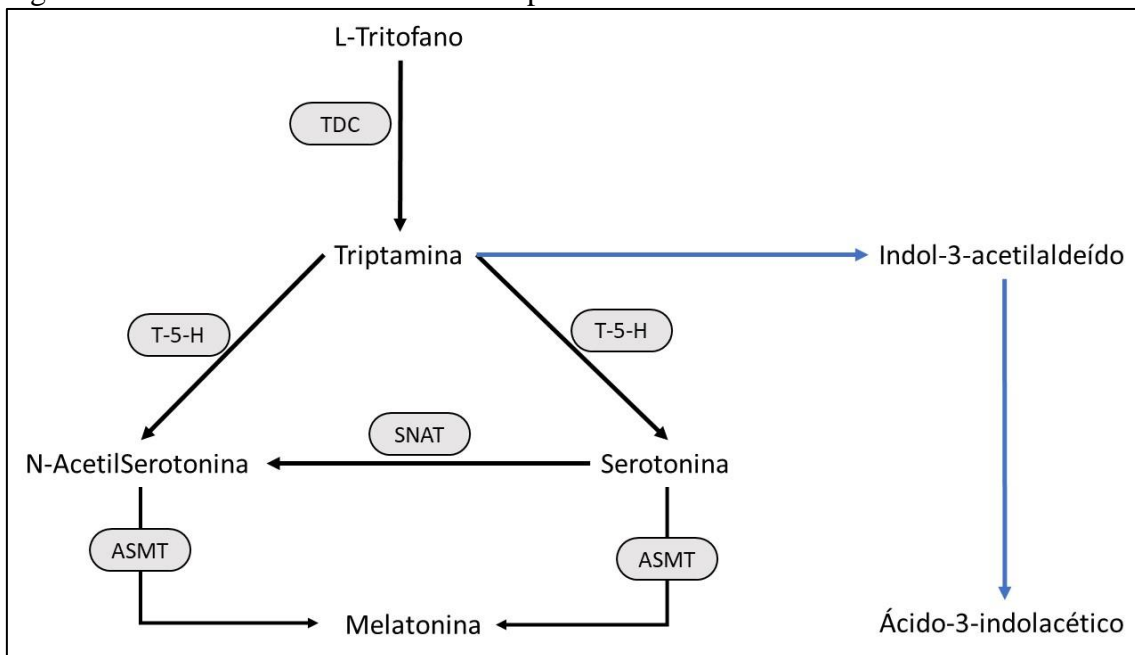 L-Tritofano
TDC
Triptamina
Indol-3-acetilaldeído
T-5-H
T-5-H
SNAT
N-AcetilSerotonina
Serotonina
ASMT
ASMT
Melatonina
Ácido-3-indolacético